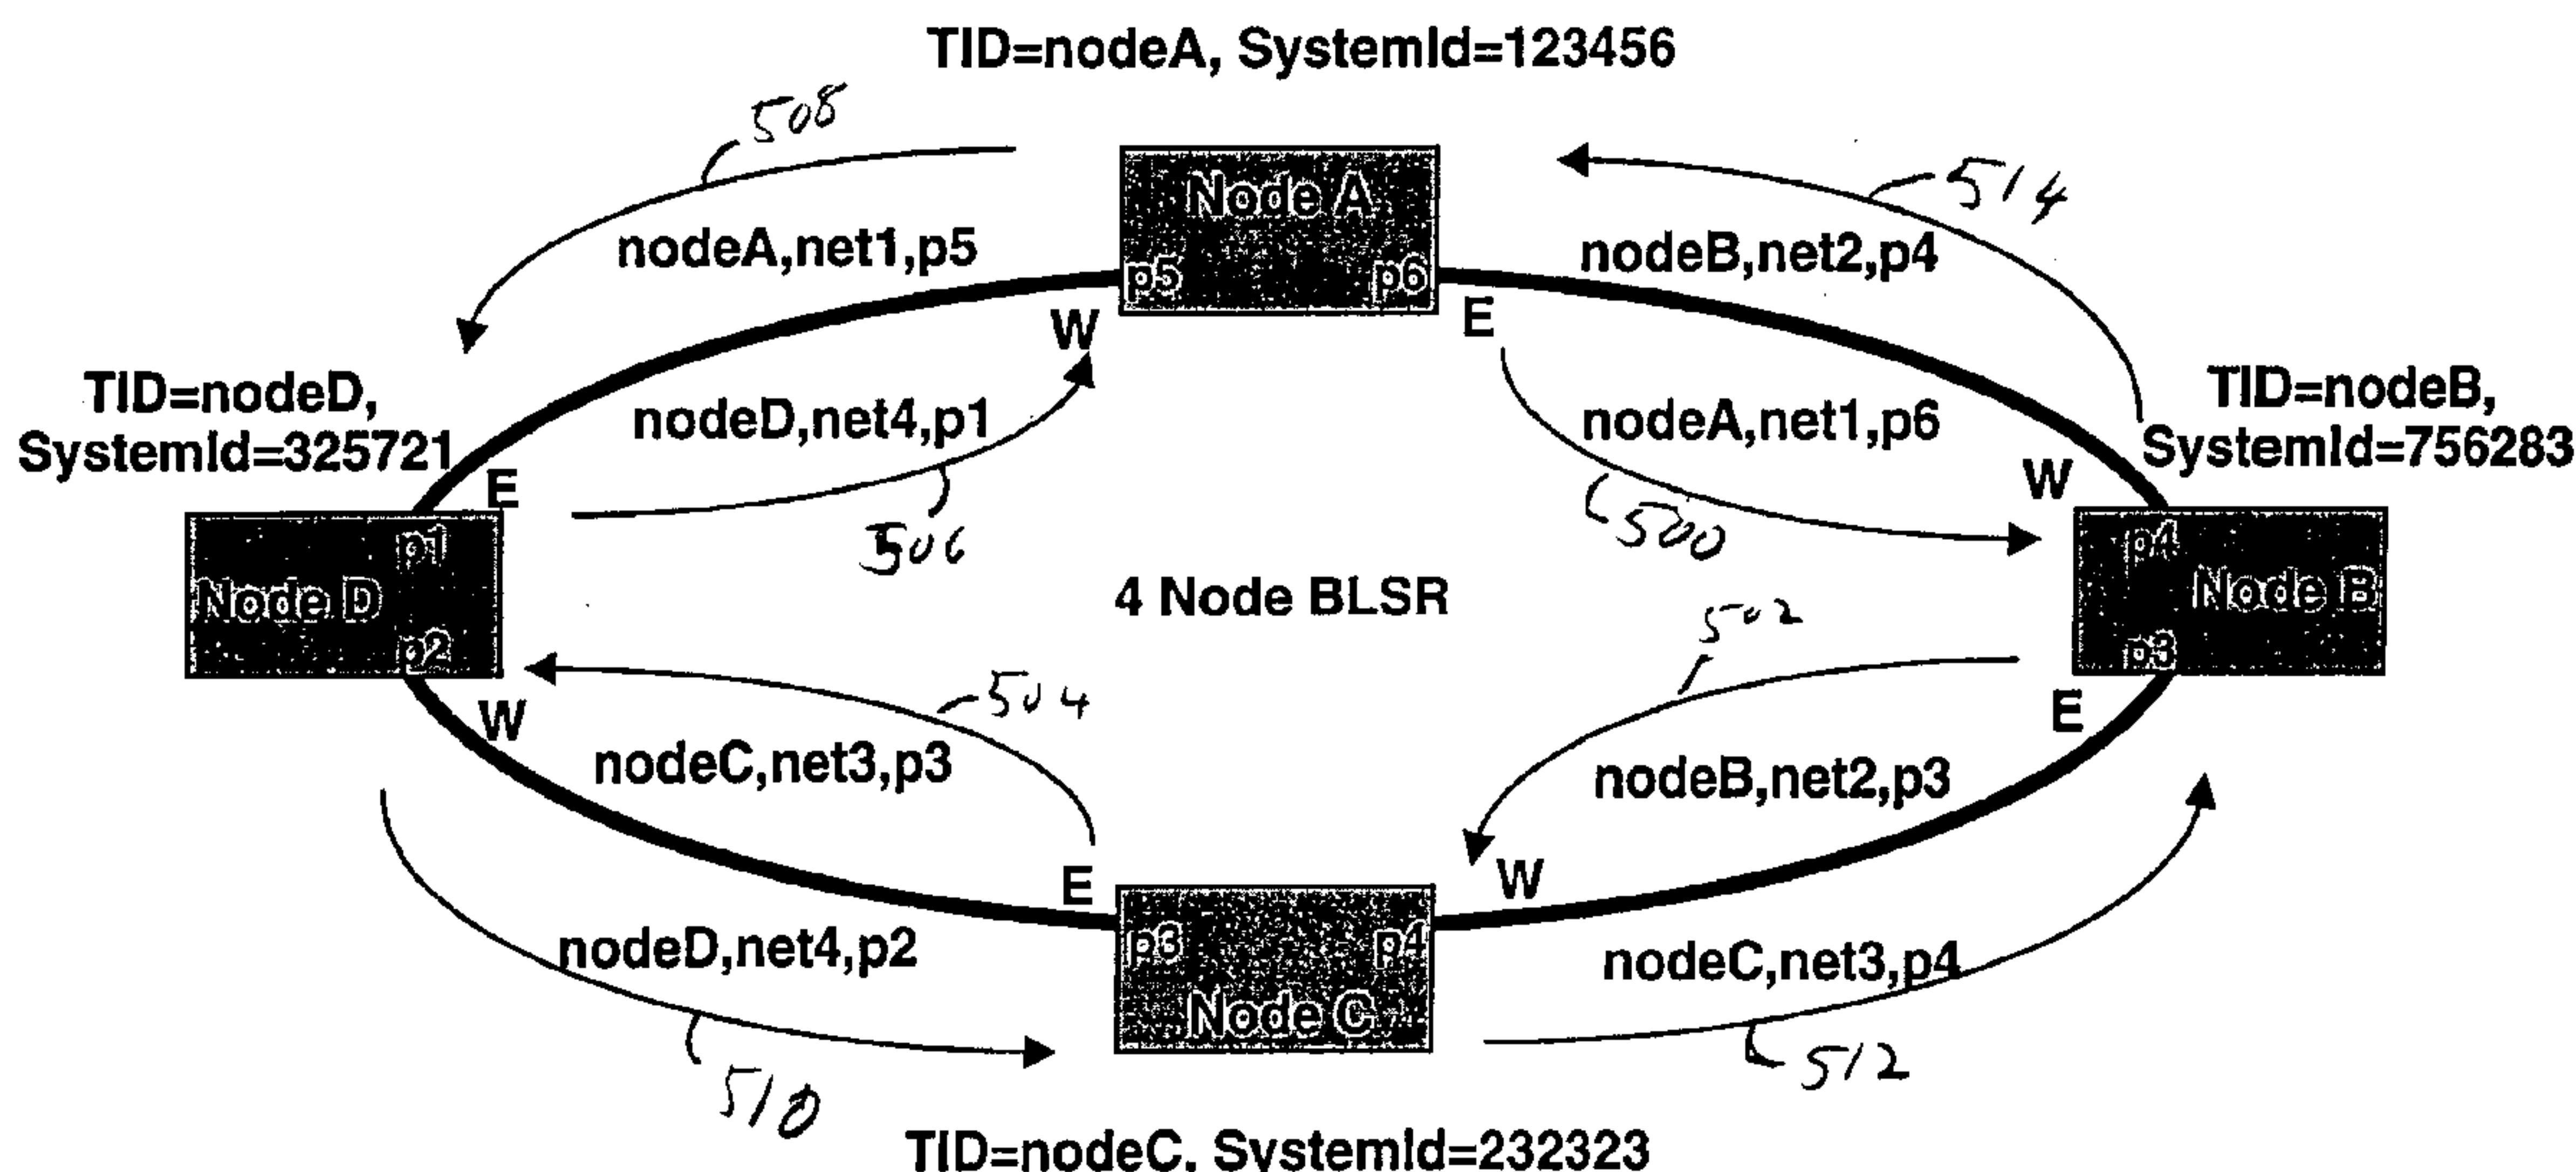 TID=nodeA, SystemId=123456
508
514
Node A
nodeA,net1,p5
nodeB,net2,p4
p5
p6
W
E
TID=nodeD,
SystemId=325721
TID=nodeB,
SystemId=756283
nodeD,net4,p1
nodeA,net1,p6
E
W
506
500
p1
p4
Node D
4 Node BLSR
Node B
502
p2
p3
504
W
E
nodeC,net3,p3
nodeB,net2,p3
E
W
nodeD,net4,p2
p3
p4
nodeC,net3,p4
Node C
510
512
TID=nodeC, SystemId=232323